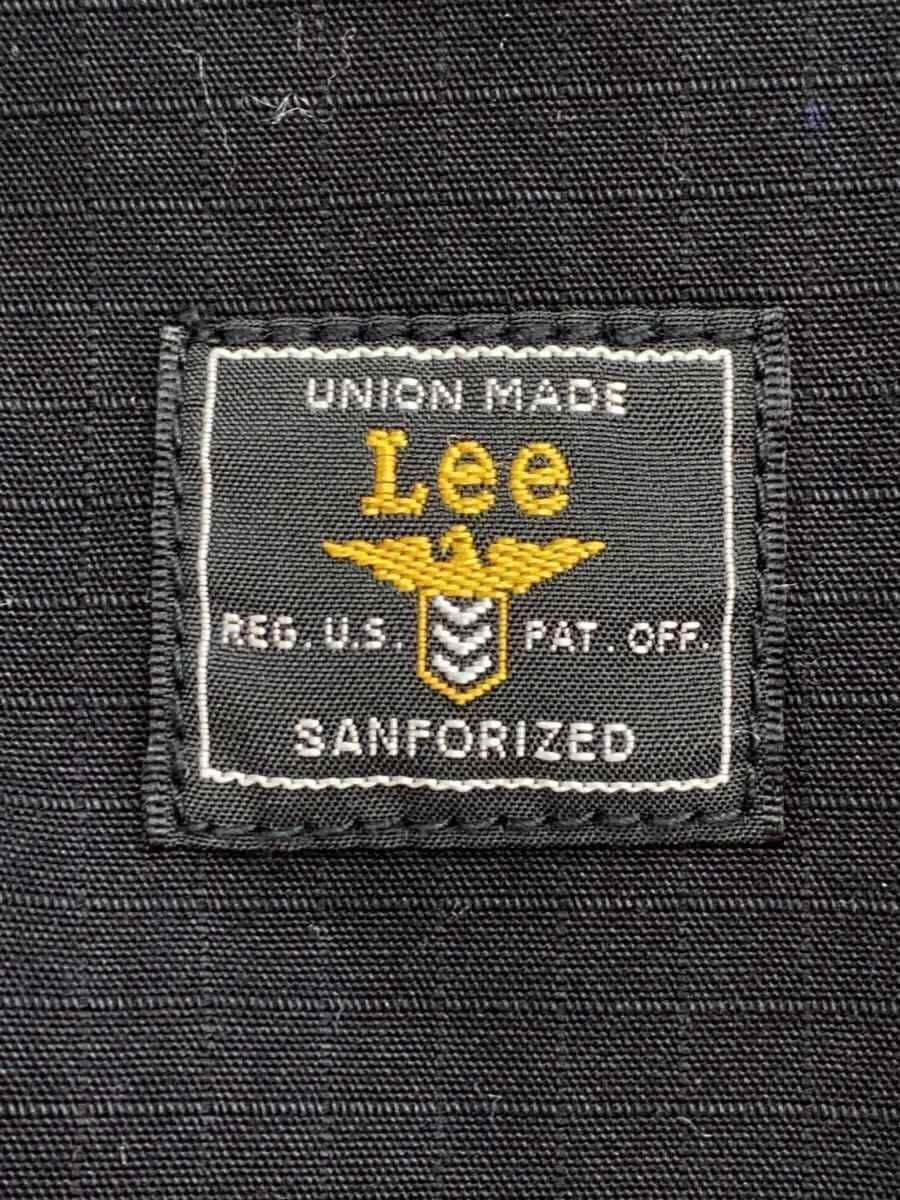 UNION MADE
Lee
REG. U.S. PAT. OFF.
SANFORIZED